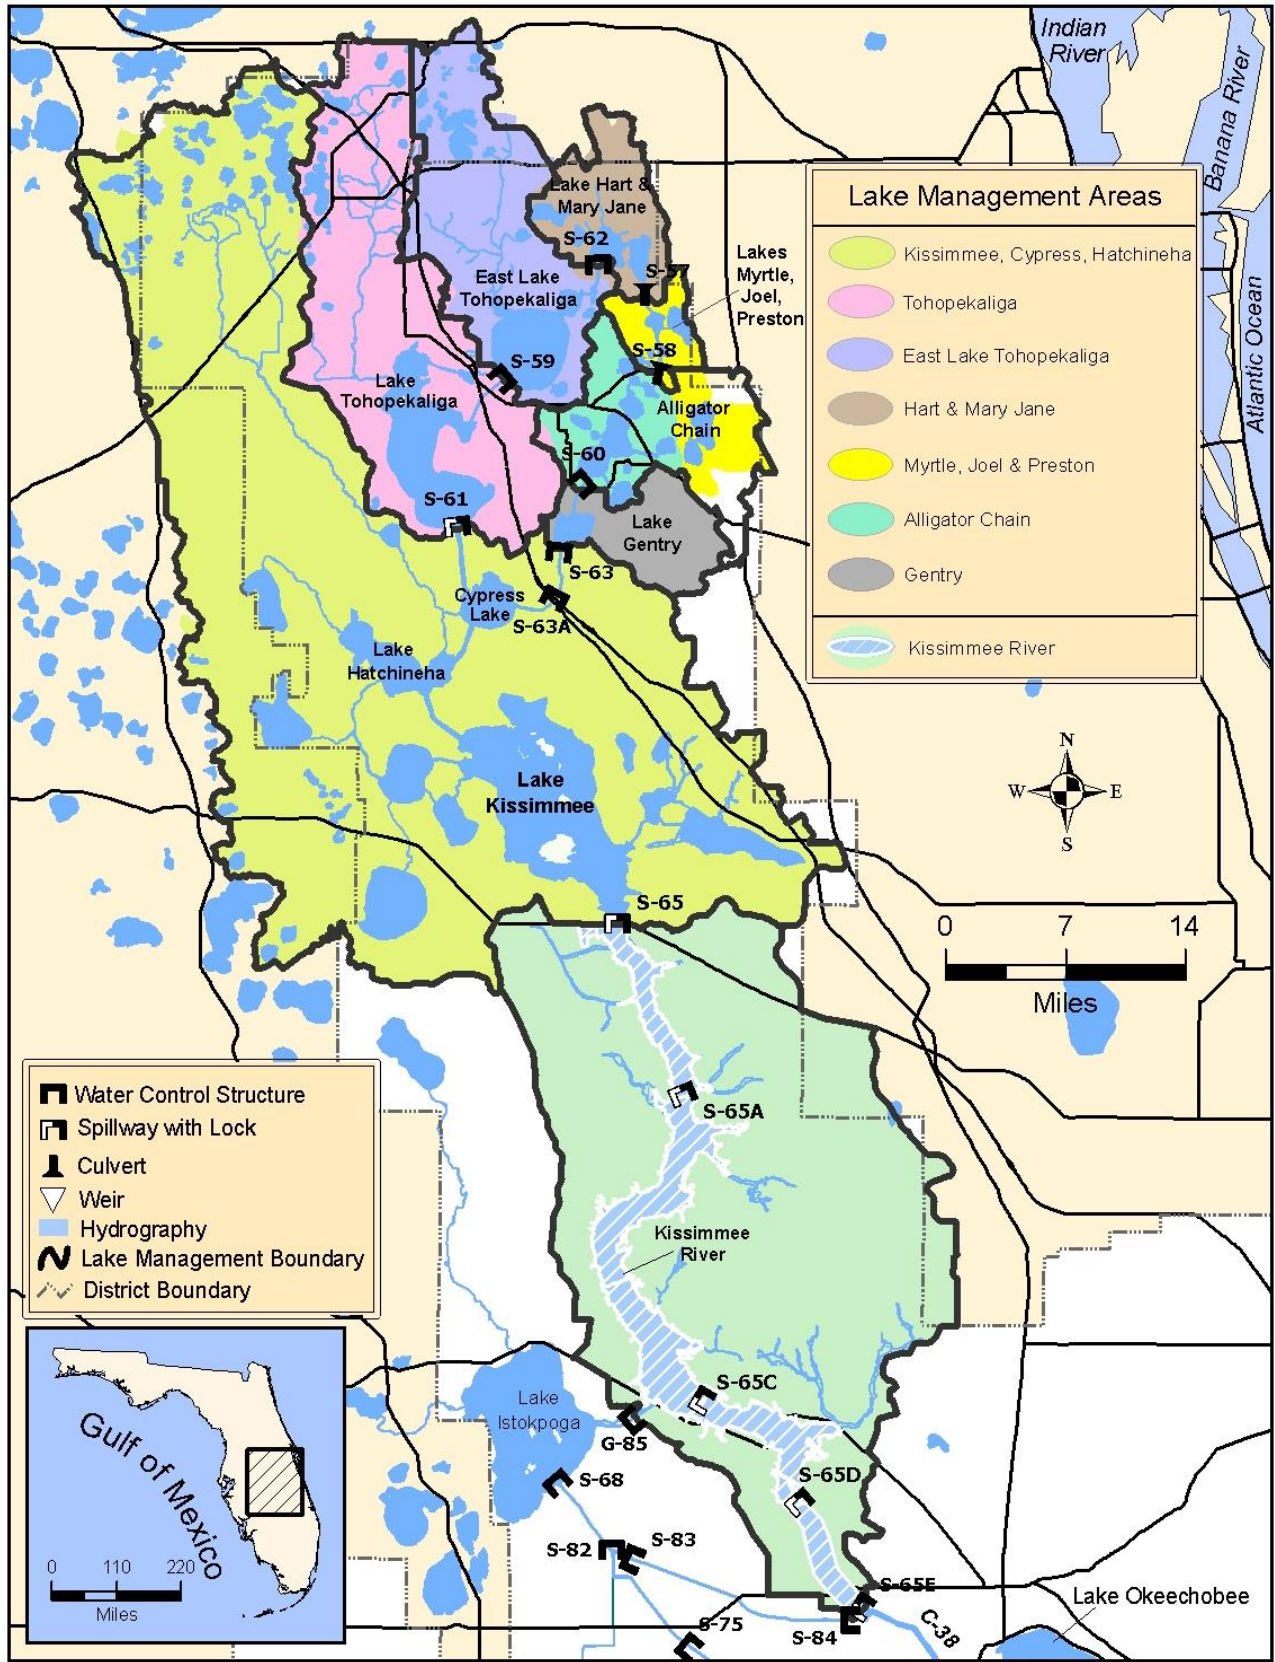 Indian
River
Banana River
Atlantic Ocean
Lake Management Areas
Kissimmee, Cypress, Hatchineha
Tohopekaliga
East Lake Tohopekaliga
Hart & Mary Jane
Myrtle, Joel & Preston
Alligator Chain
Gentry
Kissimmee River
Lake Hart &
Mary Jane
S-62
S-57
Lakes
Myrtle,
Joel,
Preston
East Lake
Tohopekaliga
S-58
S-59
Lake
Tohopekaliga
Alligator
Chain
S-60
S-61
Lake
Gentry
S-63
Cypress
Lake
S-63A
Lake
Hatchineha
Lake
Kissimmee
N
W
E
S
S-65
0 7 14
Miles
S-65A
Kissimmee
River
Water Control Structure
Spillway with Lock
Culvert
Weir
Hydrography
Lake Management Boundary
District Boundary
S-65C
Lake
Istokpoga
G-85
S-68
S-65D
S-82
S-83
S-65E
S-84
S-75
C-38
Lake Okeechobee
Gulf of Mexico
0 110 220
Miles